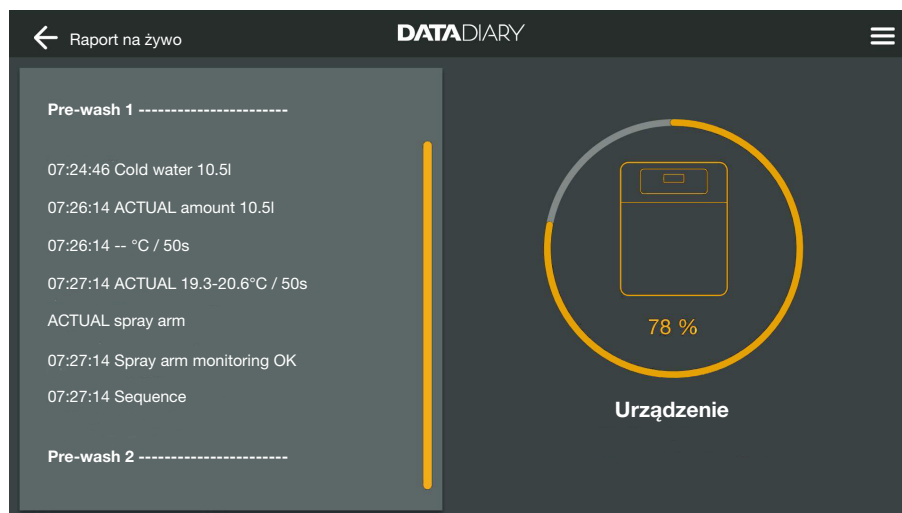 Raport na żywo
DATADIARY
Pre-wash 1 -----------------------
07:24:46 Cold water 10.5l
07:26:14 ACTUAL amount 10.5l
07:26:14 -- °C / 50s
07:27:14 ACTUAL 19.3-20.6°C / 50s
ACTUAL spray arm
07:27:14 Spray arm monitoring OK
07:27:14 Sequence
Pre-wash 2 -----------------------
78 %
Urządzenie